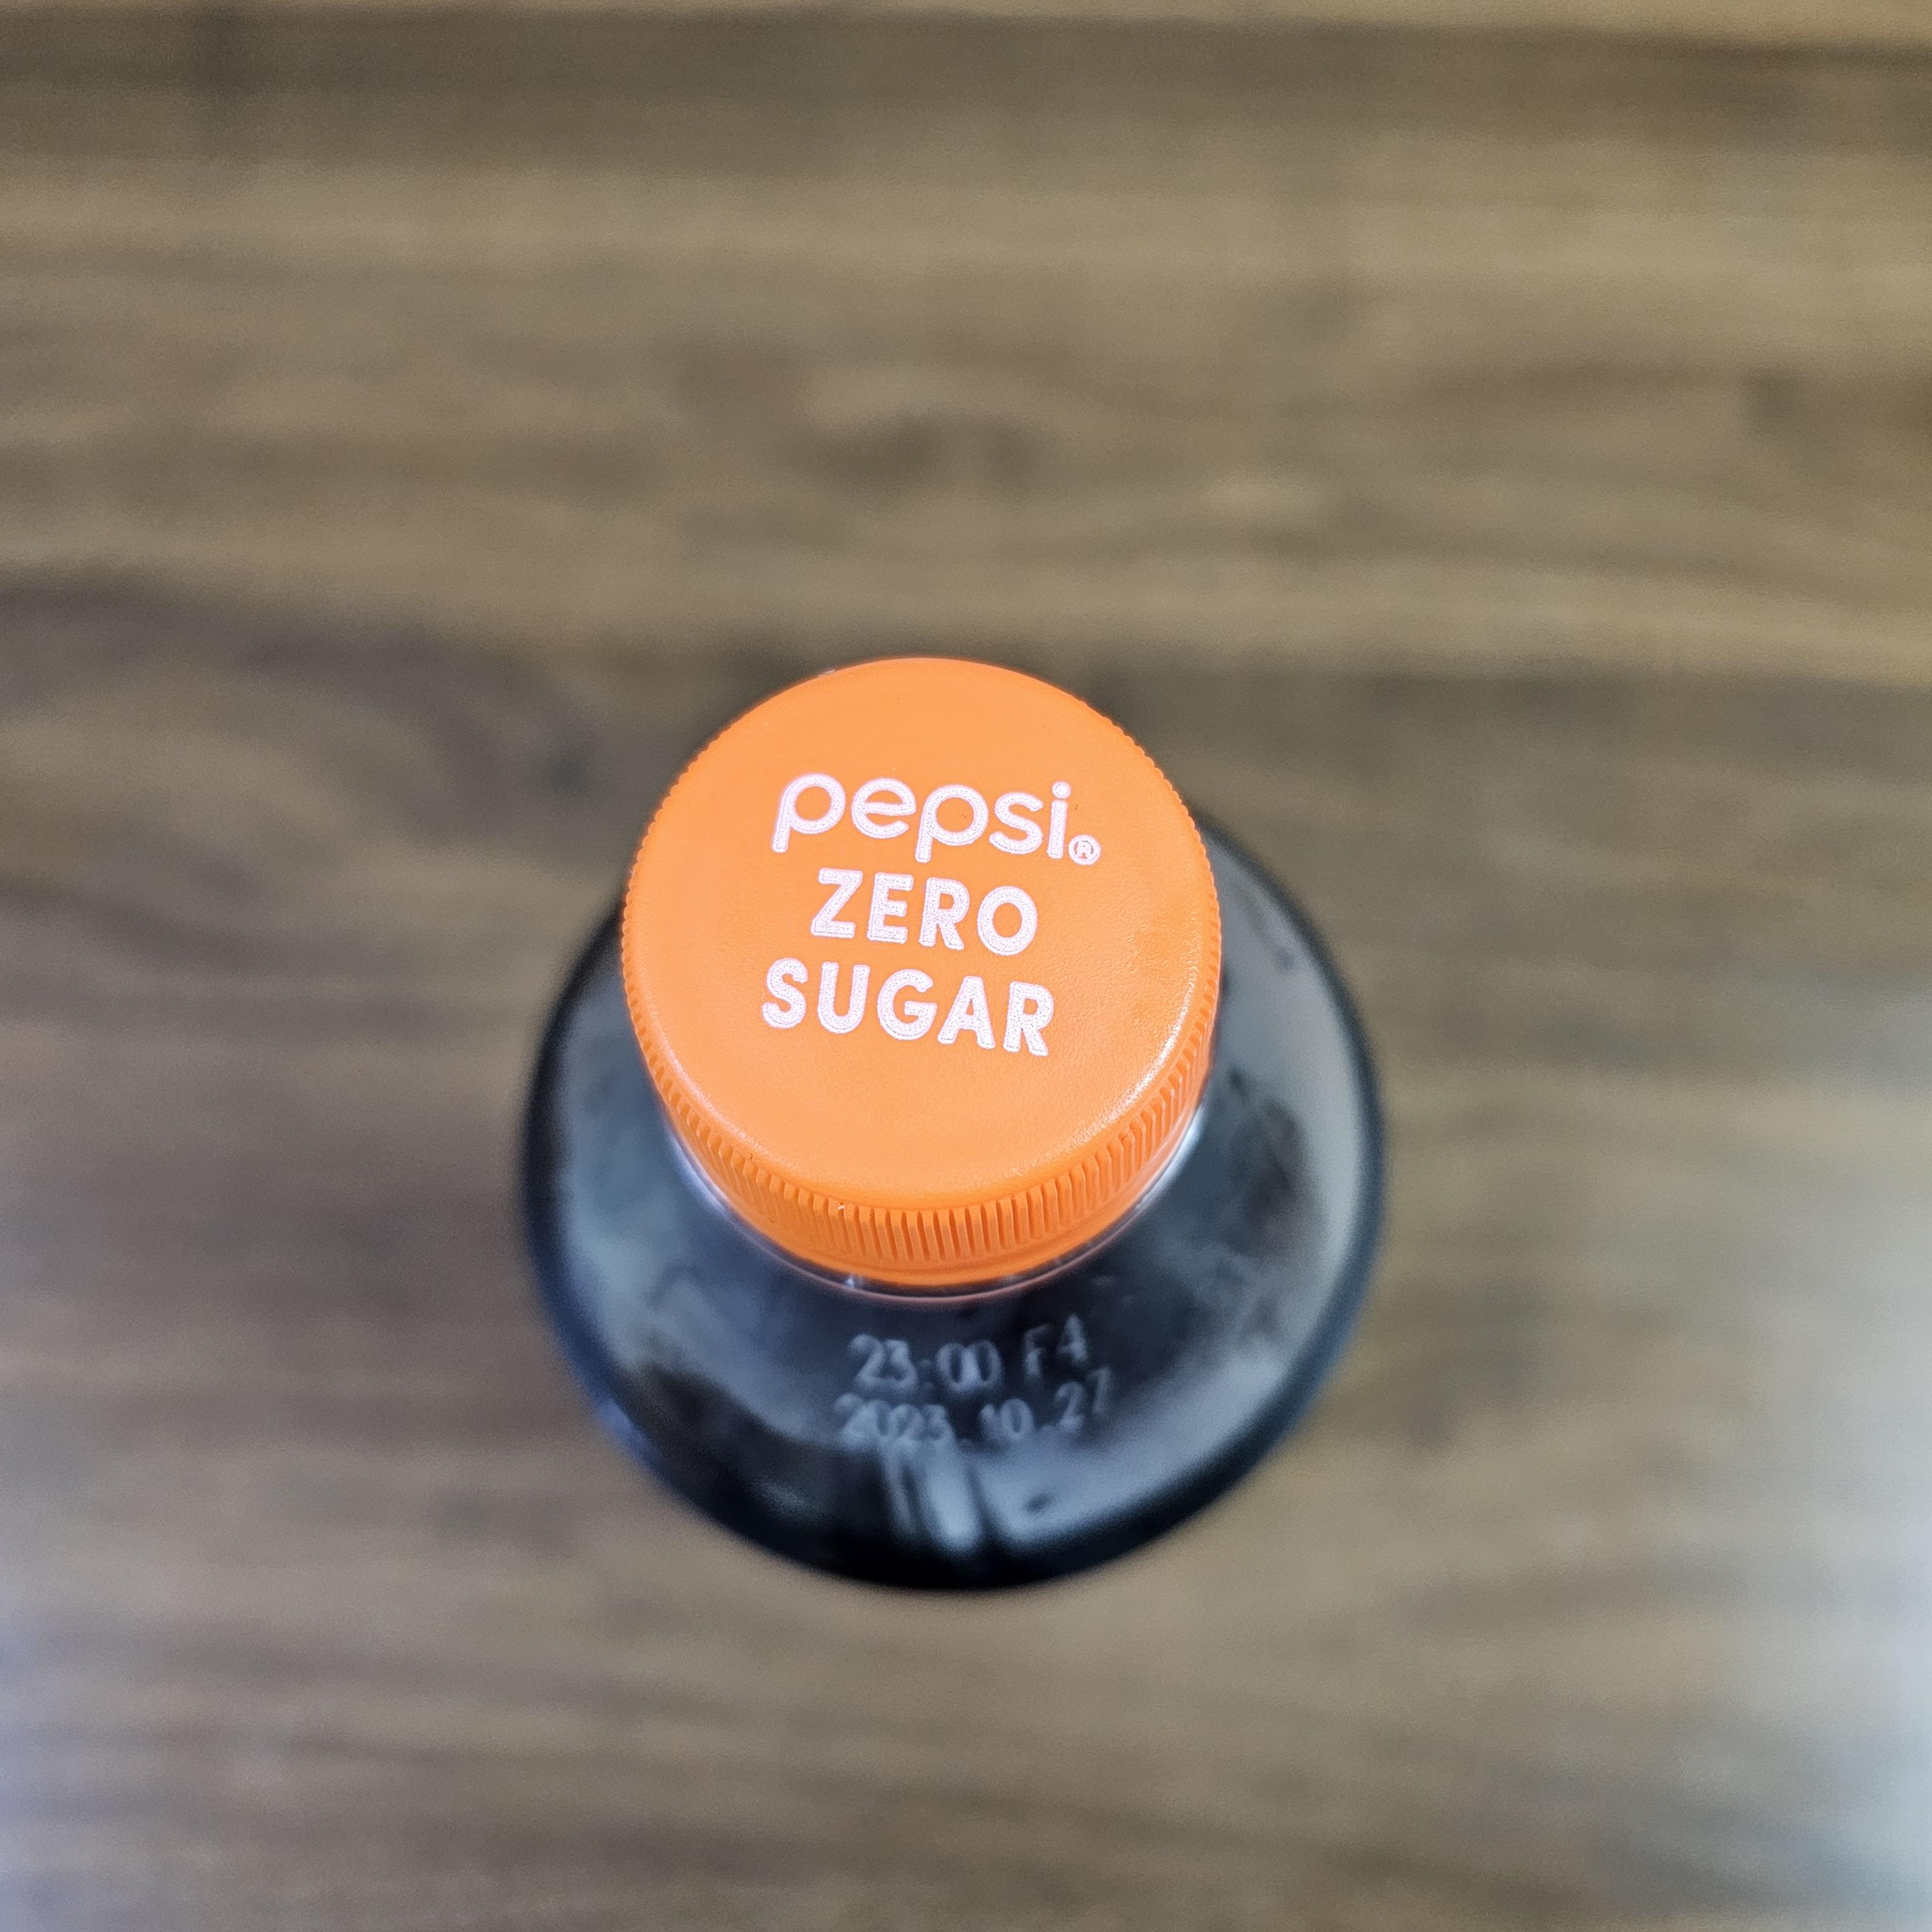 pepsi®
ZERO
SUGAR
23:00 F4
2023.10.27